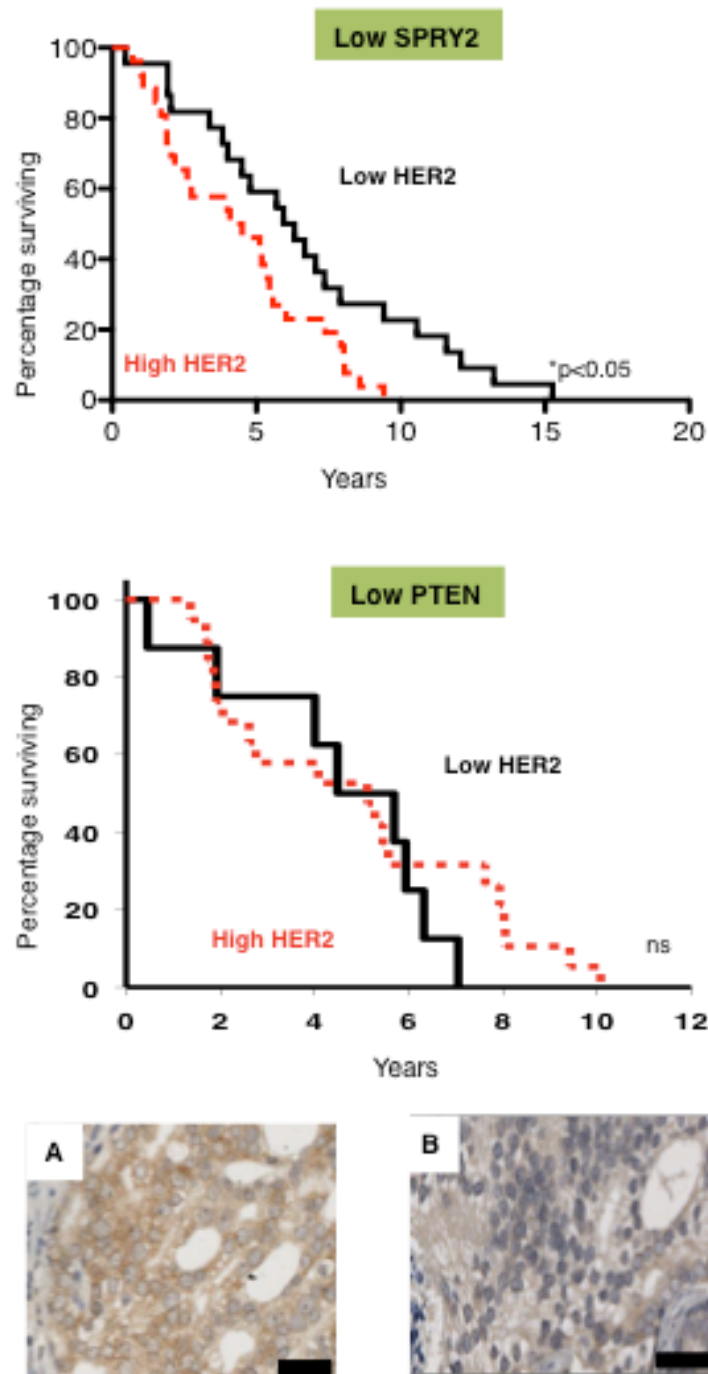 Low SPRY2
100
80
60
40
20
0
Percentage surviving
Low HER2
High HER2
*p<0.05
0 5 10 15 20
Years
Low PTEN
100
80
60
40
20
0
Percentage surviving
Low HER2
High HER2
ns
0 2 4 6 8 10 12
Years
A B